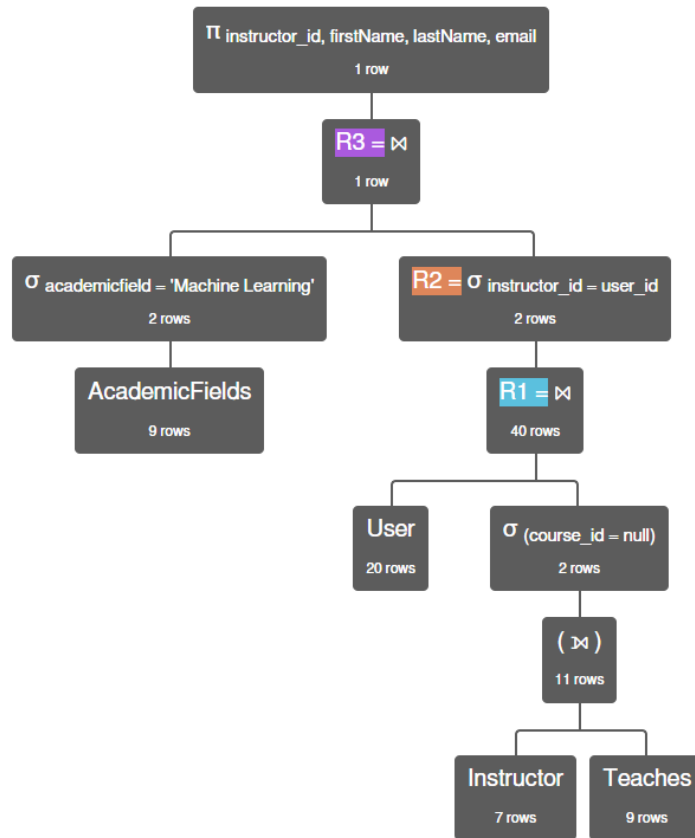 π instructor_id, firstName, lastName, email
1 row
R3 = ⋈
1 row
σ academicfield = 'Machine Learning'
2 rows
R2 = σ instructor_id = user_id
2 rows
AcademicFields
9 rows
R1 = ⋈
40 rows
User
20 rows
σ (course_id = null)
2 rows
( ⟕ )
11 rows
Instructor
7 rows
Teaches
9 rows